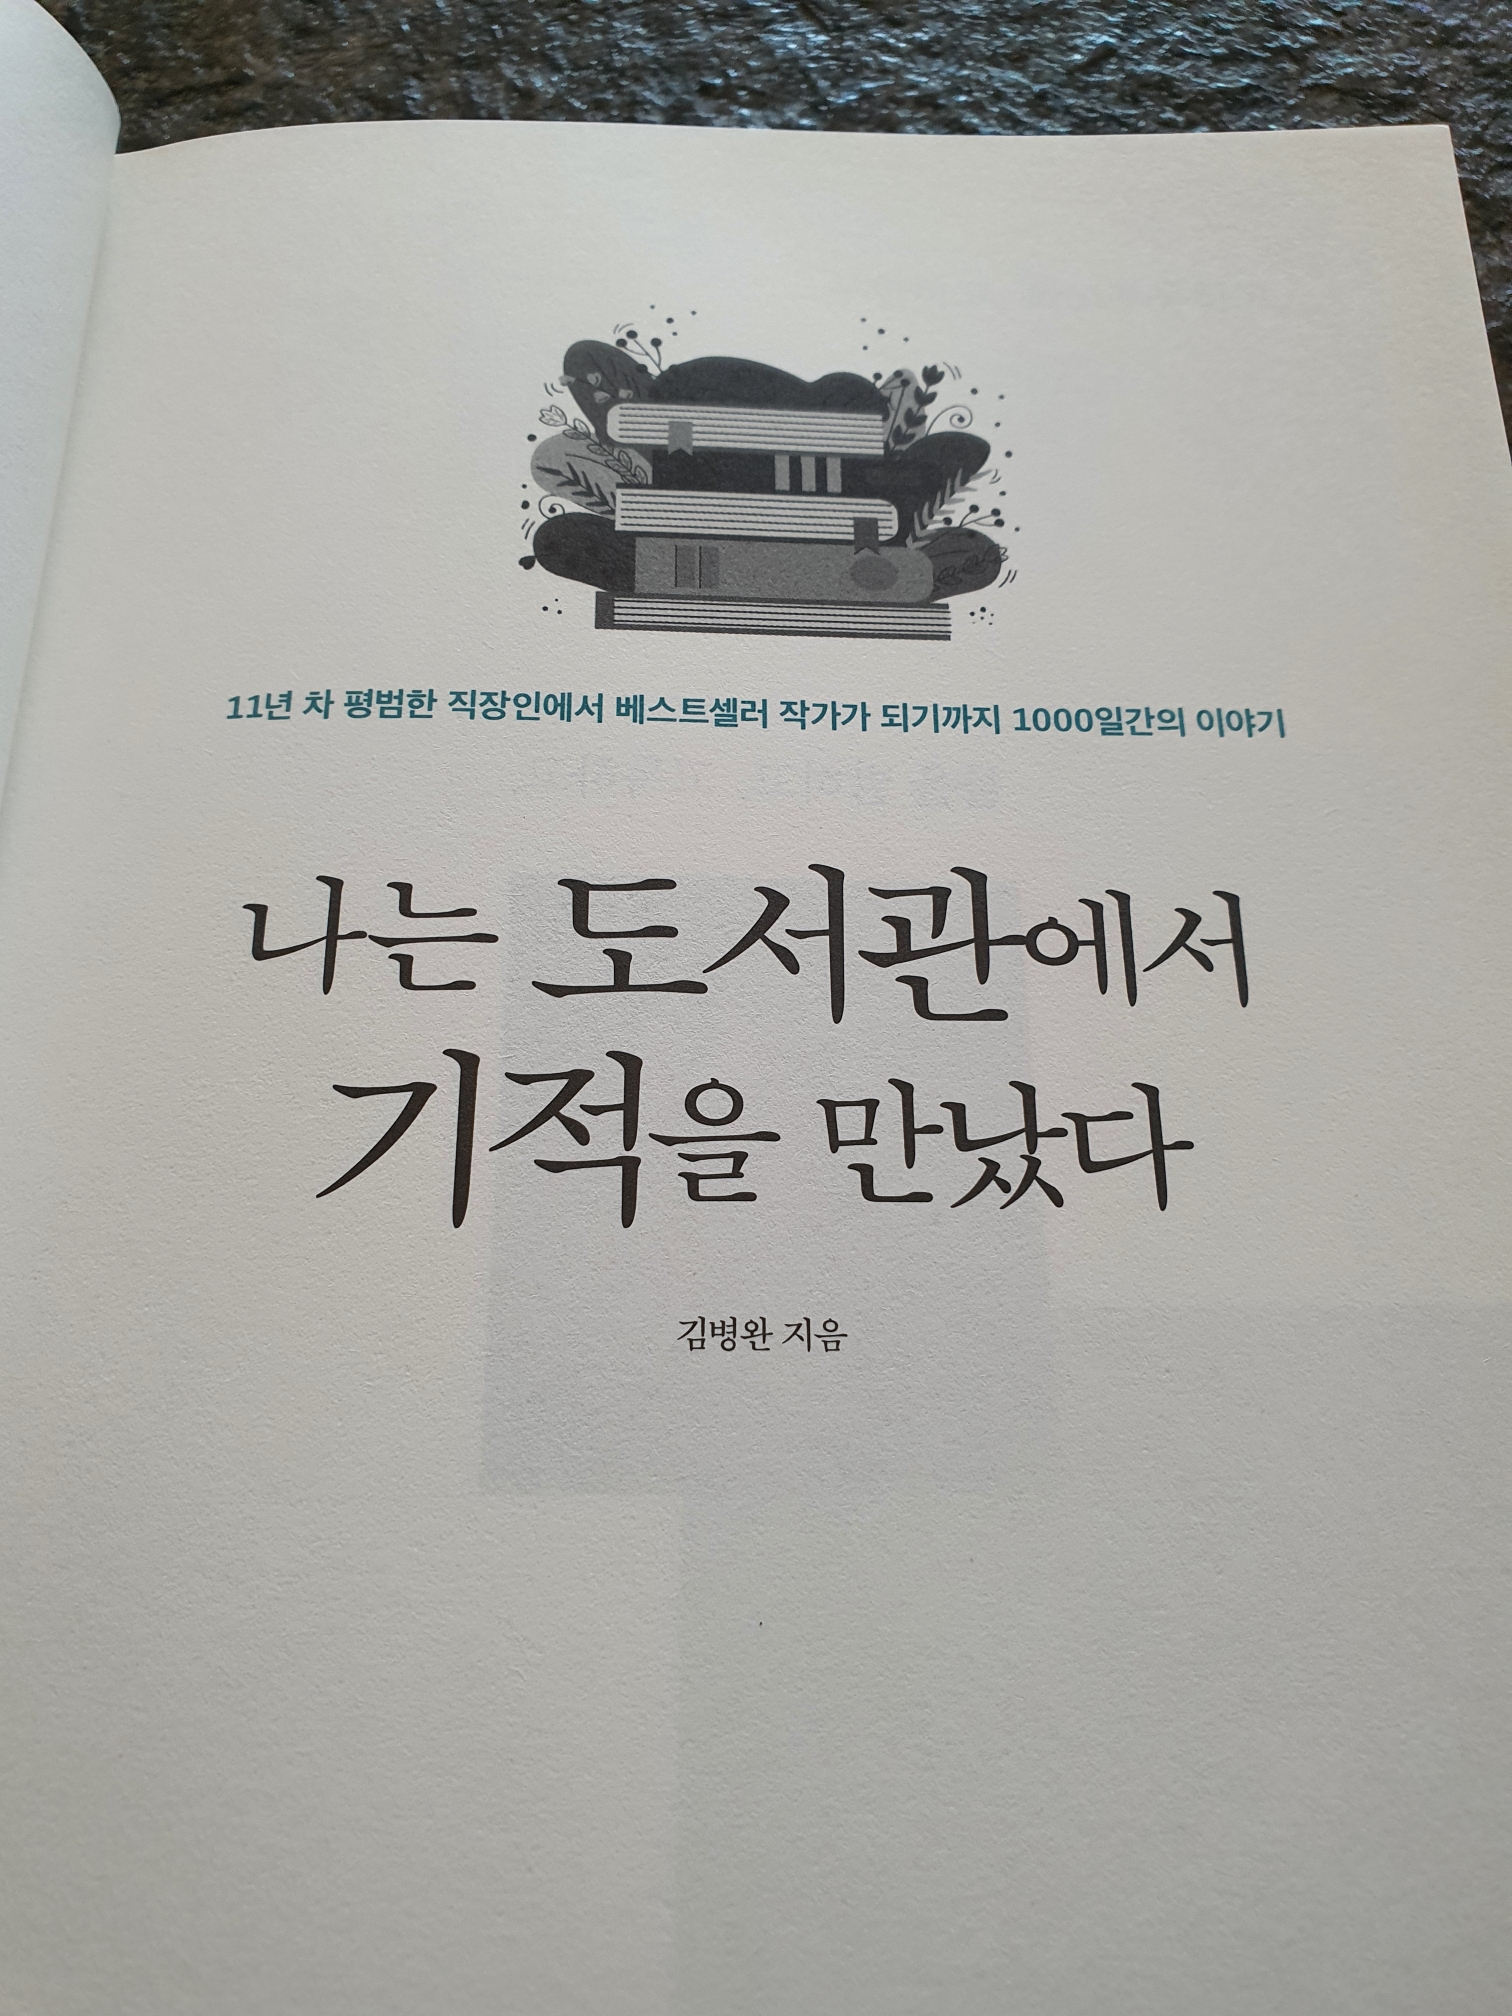 11년 차 평범한 직장인에서 베스트셀러 작가가 되기까지 1000일간의 이야기
나는 도서관에서
기적을 만났다
김병완 지음